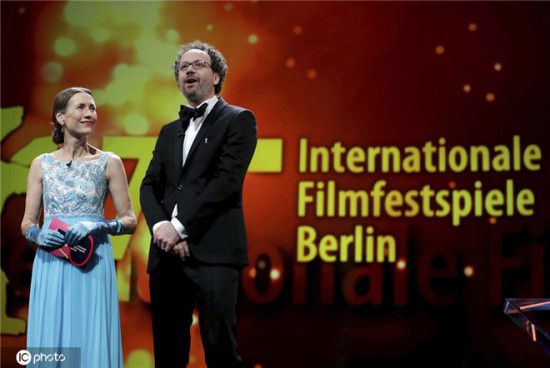 Internationale
Filmfestspiele
Berlin
IC photo